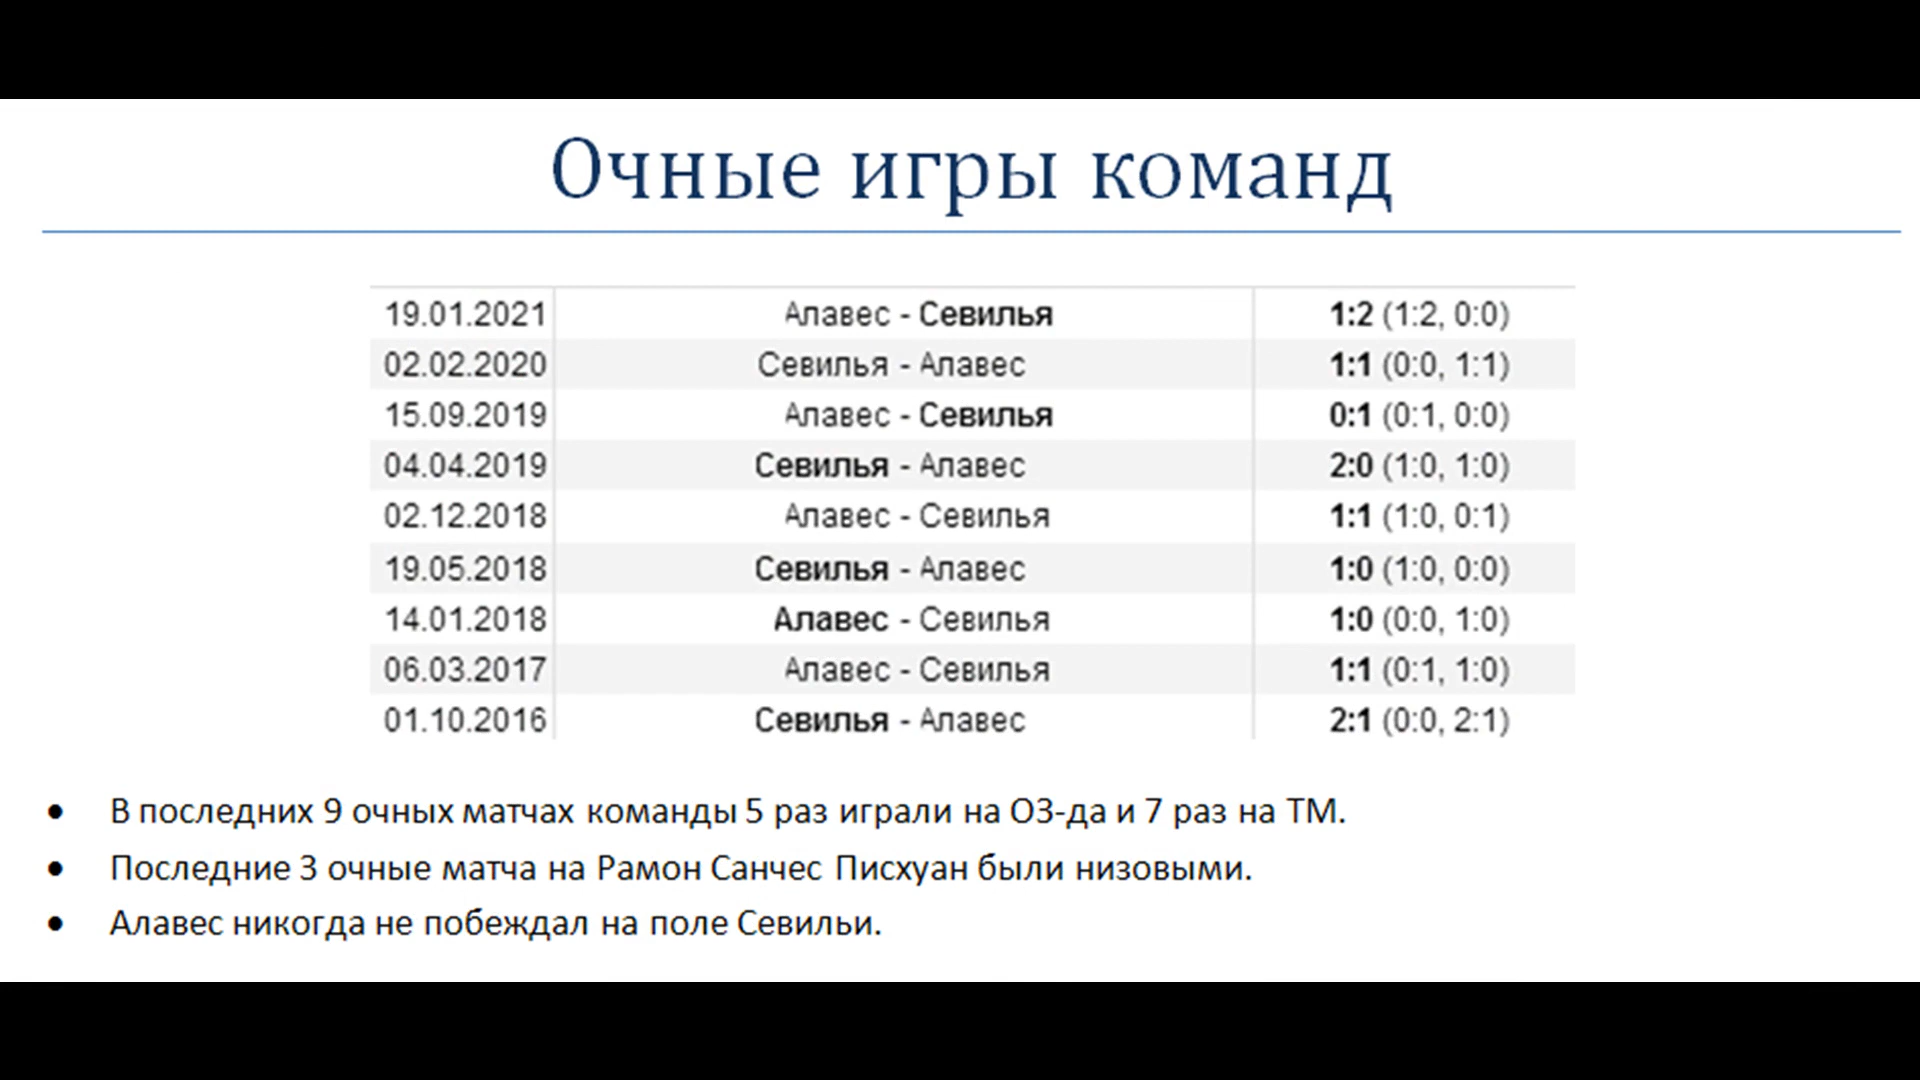 Очные игры команд
19.01.2021 Алавес - Севилья 1:2 (1:2, 0:0)
02.02.2020 Севилья - Алавес 1:1 (0:0, 1:1)
15.09.2019 Алавес - Севилья 0:1 (0:1, 0:0)
04.04.2019 Севилья - Алавес 2:0 (1:0, 1:0)
02.12.2018 Алавес - Севилья 1:1 (1:0, 0:1)
19.05.2018 Севилья - Алавес 1:0 (1:0, 0:0)
14.01.2018 Алавес - Севилья 1:0 (0:0, 1:0)
06.03.2017 Алавес - Севилья 1:1 (0:1, 1:0)
01.10.2016 Севилья - Алавес 2:1 (0:0, 2:1)
• В последних 9 очных матчах команды 5 раз играли на ОЗ-да и 7 раз на ТМ.
• Последние 3 очные матча на Рамон Санчес Писхуан были низовыми.
• Алавес никогда не побеждал на поле Севильи.